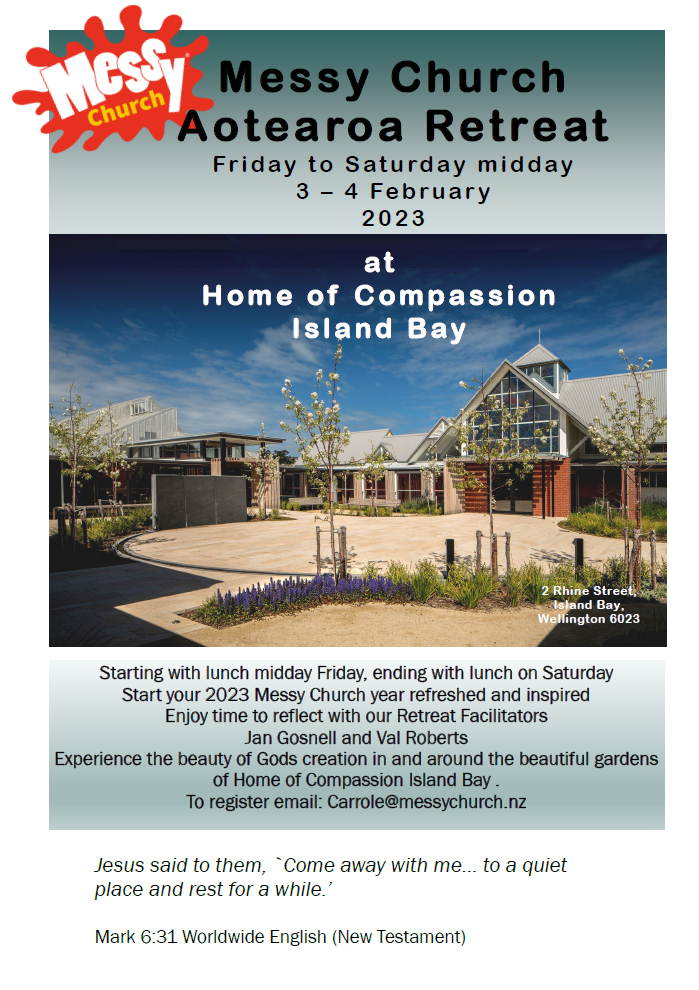 Messy
Church
Messy Church
Aotearoa Retreat
Friday to Saturday midday
3 – 4 February
2023
at
Home of Compassion
Island Bay
2 Rhine Street,
Island Bay,
Wellington 6023
Starting with lunch midday Friday, ending with lunch on Saturday
Start your 2023 Messy Church year refreshed and inspired
Enjoy time to reflect with our Retreat Facilitators
Jan Gosnell and Val Roberts
Experience the beauty of Gods creation in and around the beautiful gardens
of Home of Compassion Island Bay .
To register email: Carrole@messychurch.nz
Jesus said to them, `Come away with me... to a quiet
place and rest for a while.’
Mark 6:31 Worldwide English (New Testament)